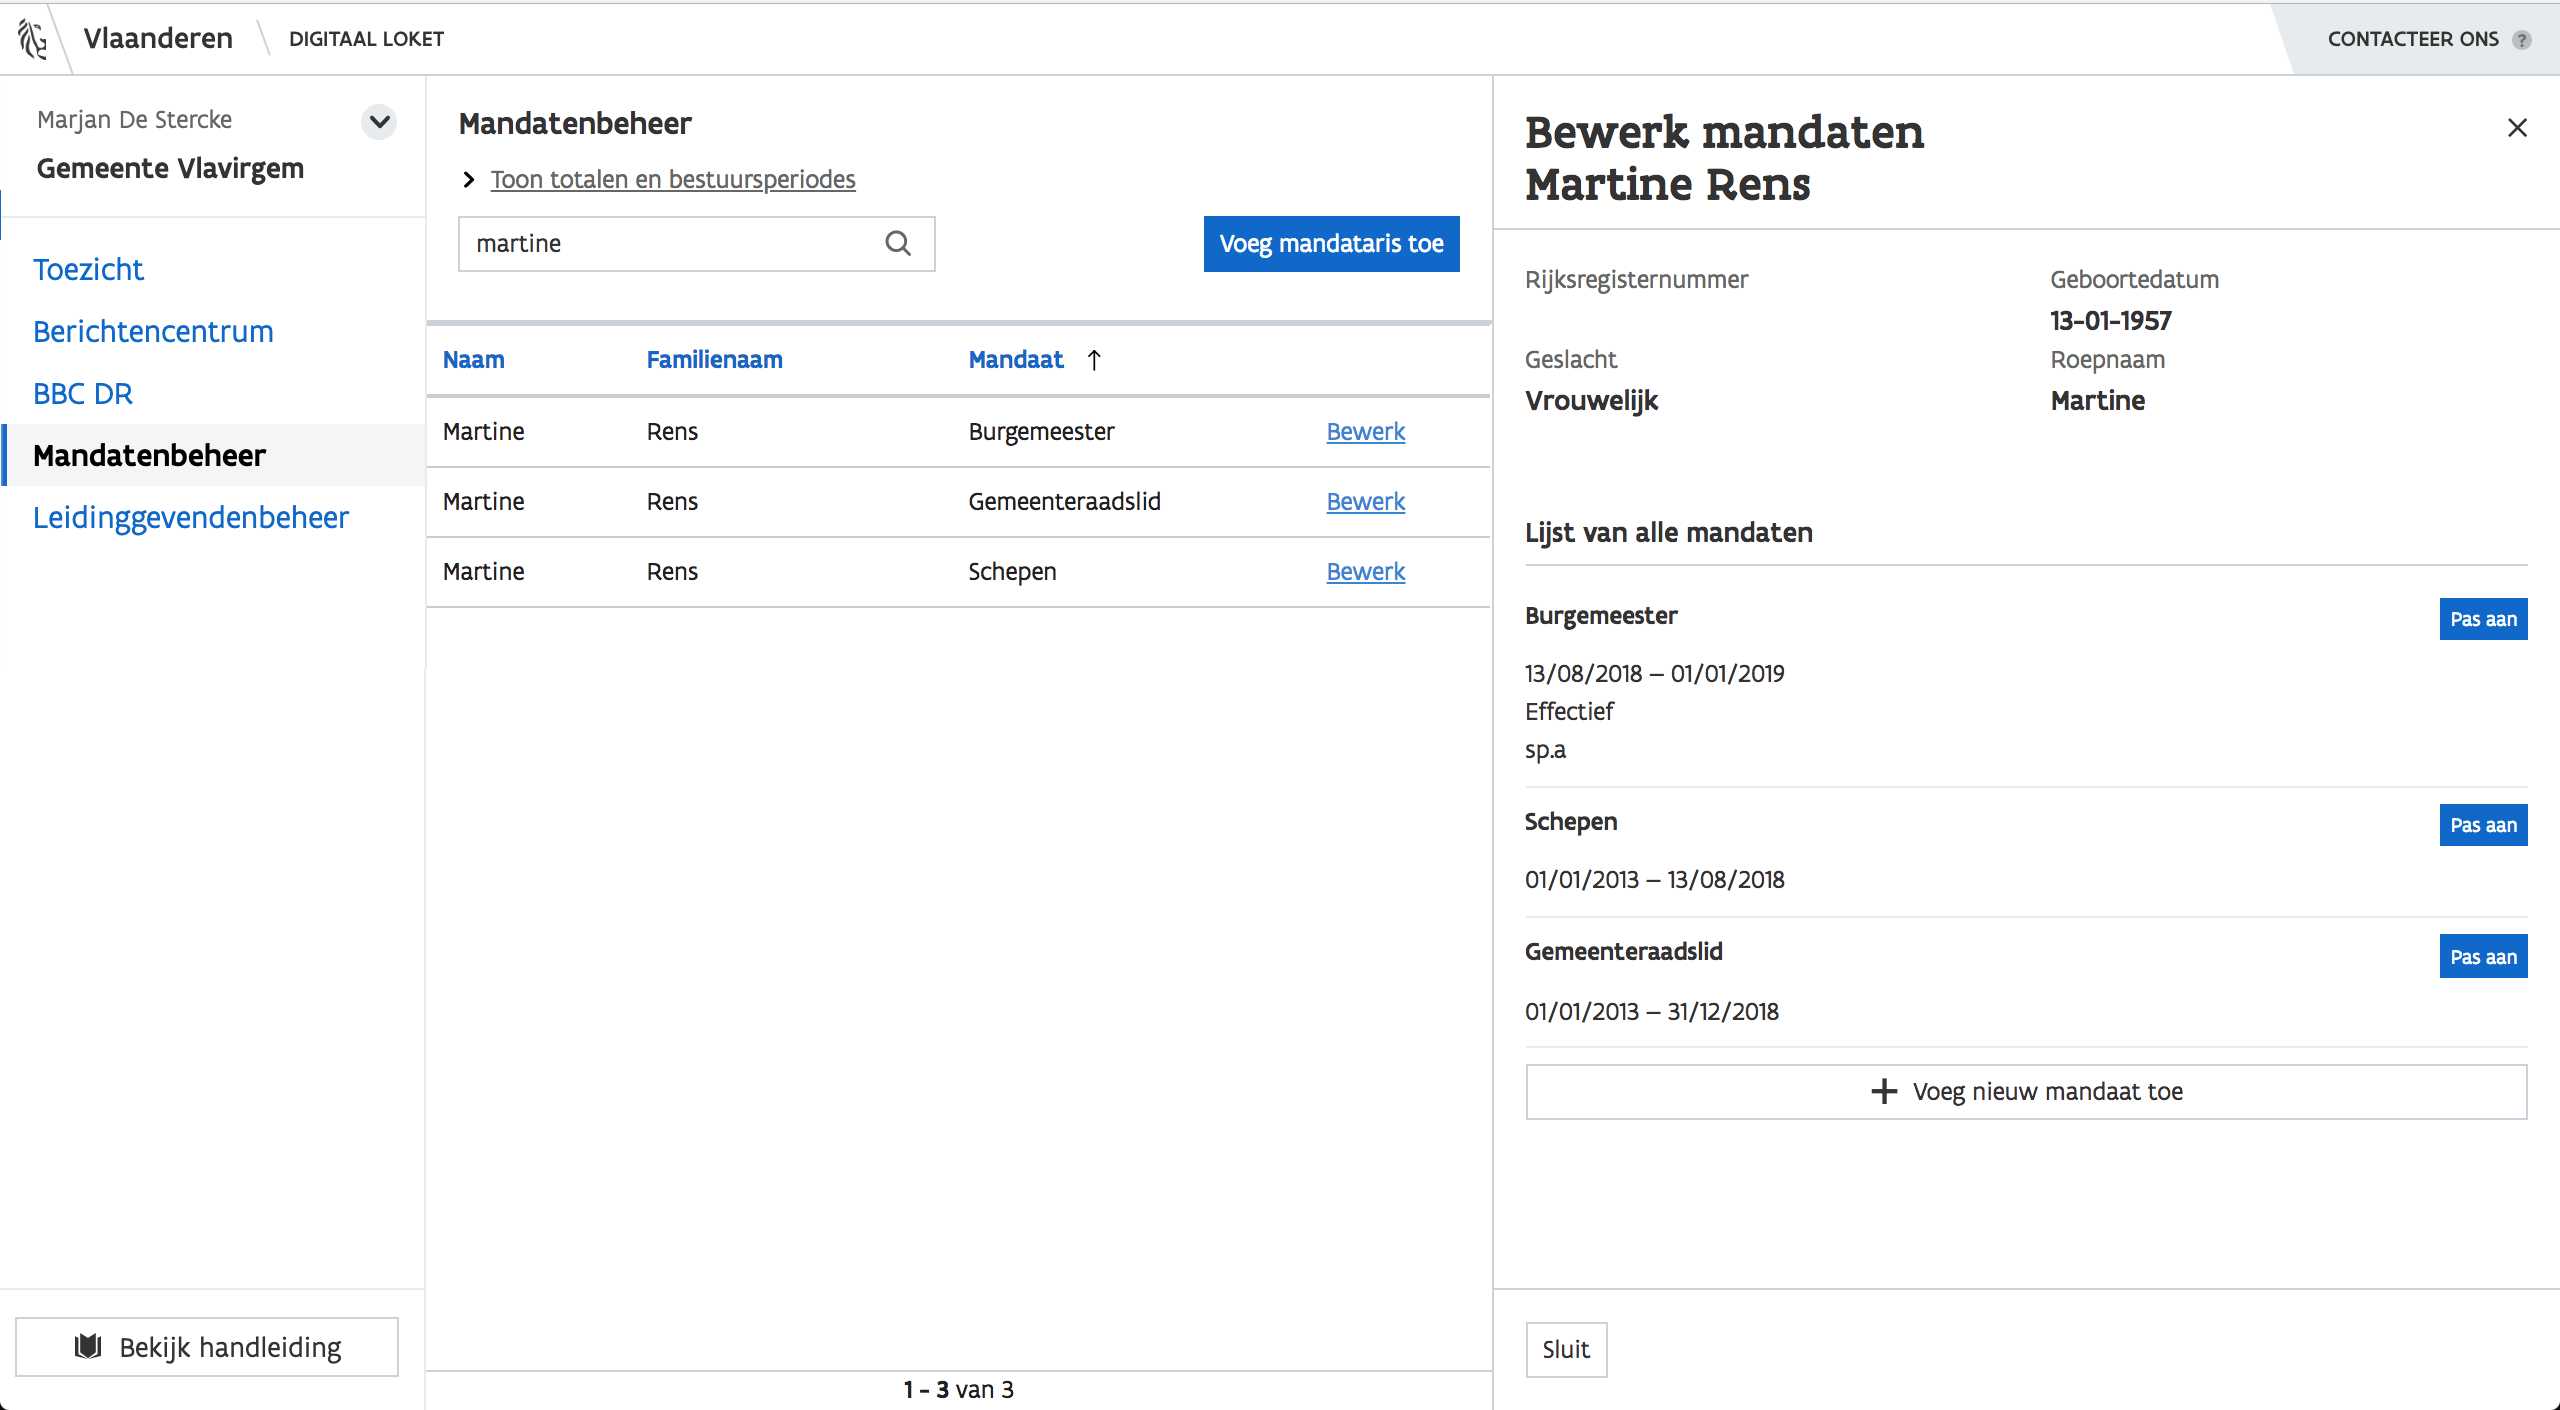 Vlaanderen
DIGITAAL LOKET
CONTACTEER ONS ?
Marjan De Stercke
Gemeente Vlavirgem
Toezicht
Berichtencentrum
BBC DR
Mandatenbeheer
Leidinggevendenbeheer
Bekijk handleiding
Mandatenbeheer
Toon totalen en bestuursperiodes
martine
Voeg mandataris toe
Naam Familienaam Mandaat ↑
Martine Rens Burgemeester Bewerk
Martine Rens Gemeenteraadslid Bewerk
Martine Rens Schepen Bewerk
1 - 3 van 3
Bewerk mandaten
Martine Rens
Rijksregisternummer
Geboortedatum
13-01-1957
Geslacht
Vrouwelijk
Roepnaam
Martine
Lijst van alle mandaten
Burgemeester
Pas aan
13/08/2018 – 01/01/2019
Effectief
sp.a
Schepen
Pas aan
01/01/2013 – 13/08/2018
Gemeenteraadslid
Pas aan
01/01/2013 – 31/12/2018
Voeg nieuw mandaat toe
Sluit